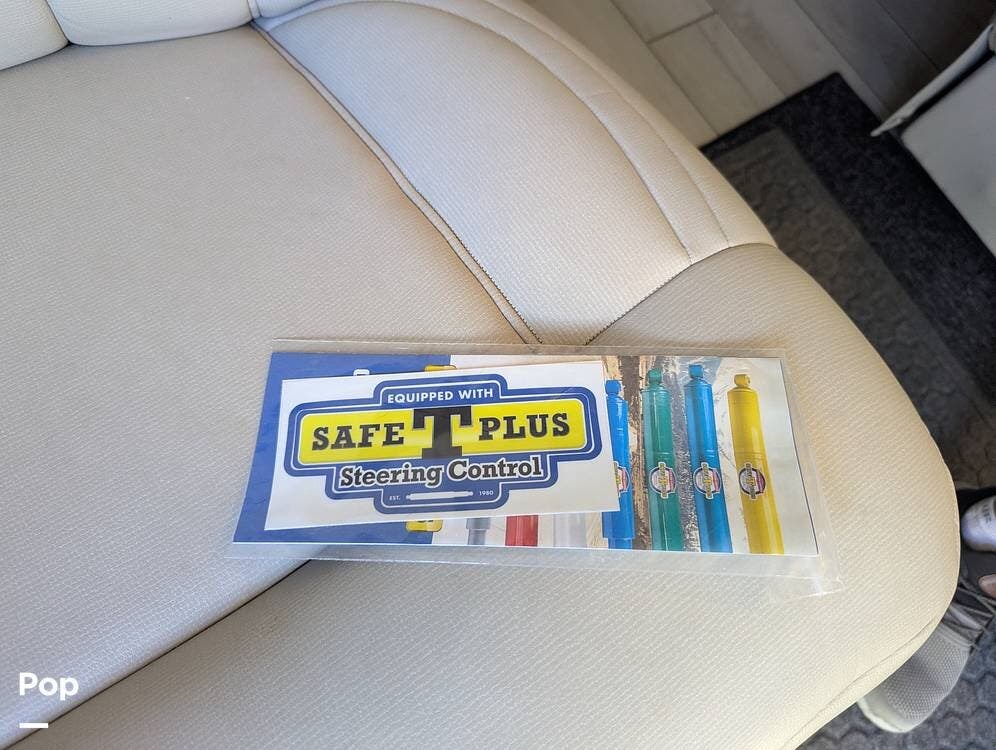 EQUIPPED WITH
SAFE T PLUS
Steering Control
EST. 1980
Pop